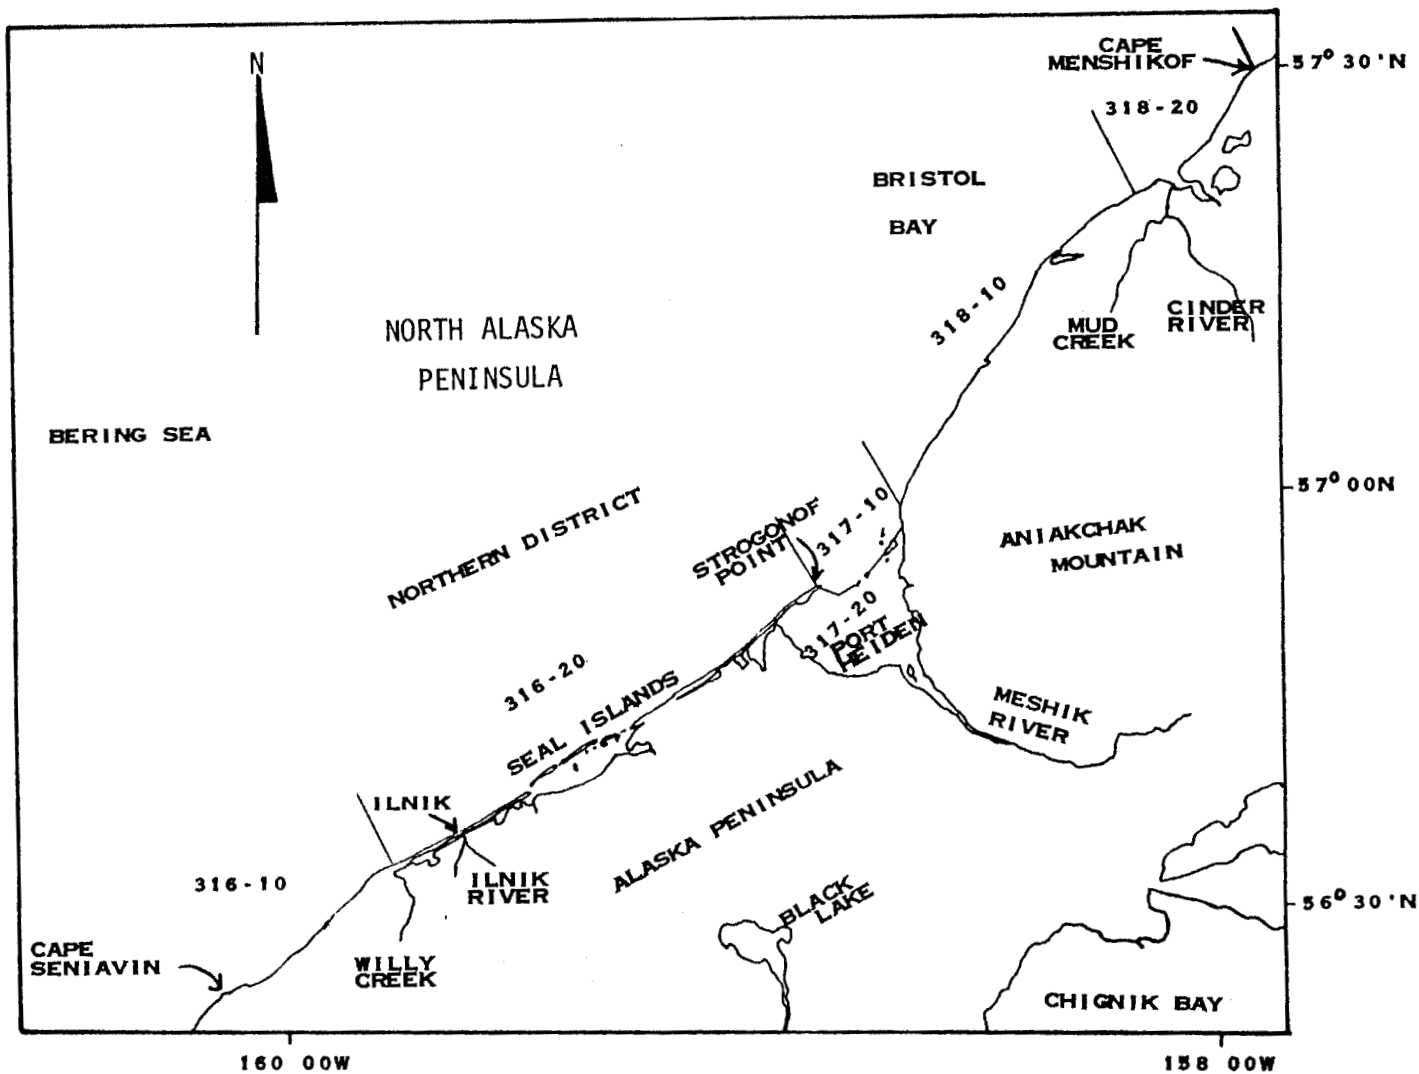 CAPE
MENSHIKOF
57° 30 'N
318-20
N
BRISTOL
BAY
318-10
MUD
CREEK
CINDER
RIVER
NORTH ALASKA
PENINSULA
BERING SEA
57° 00N
NORTHERN DISTRICT
STROGONOF
POINT
317-10
ANIAKCHAK
MOUNTAIN
317-20
PORT
HEIDEN
316-20
SEAL ISLANDS
MESHIK
RIVER
ILNIK
ALASKA PENINSULA
316-10
ILNIK
RIVER
BLACK
LAKE
56° 30 'N
CAPE
SENIAVIN
WILLY
CREEK
CHIGNIK BAY
160 00W
158 00W